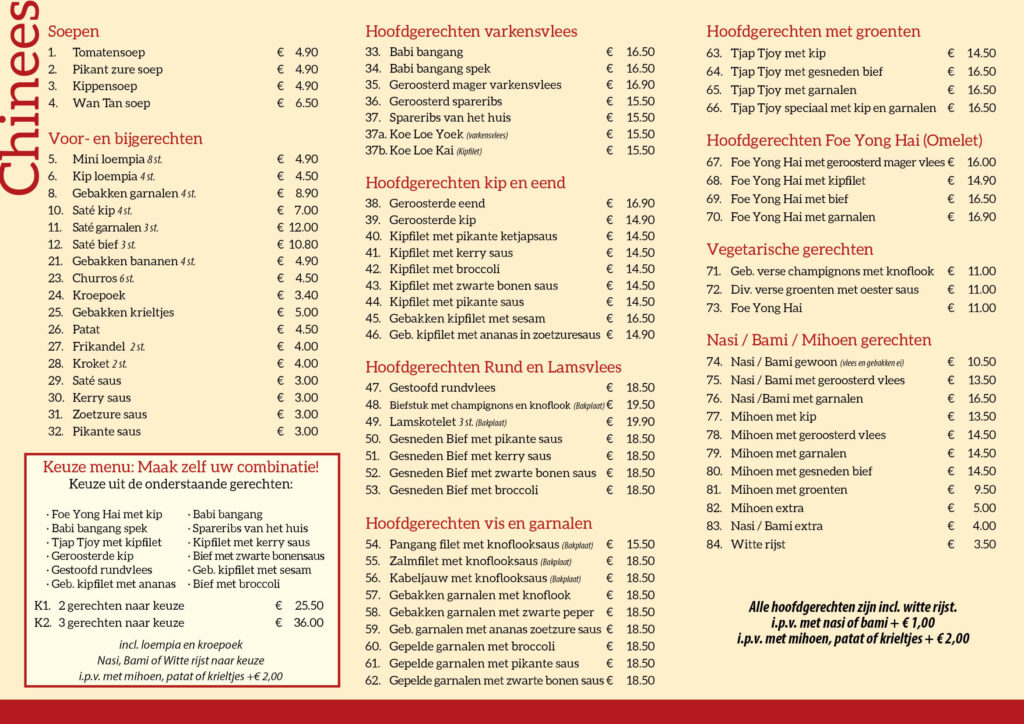 Chinees
Soepen
1. Tomatensoep € 4.90
2. Pikant zure soep € 4.90
3. Kippensoep € 4.90
4. Wan Tan soep € 6.50
Voor- en bijgerechten
5. Mini loempia 8 st. € 4.90
6. Kip loempia 4 st. € 4.50
8. Gebakken garnalen 4 st. € 8.90
10. Saté kip 4 st. € 7.00
11. Saté garnalen 3 st. € 12.00
12. Saté bief 3 st. € 10.80
21. Gebakken bananen 4 st. € 4.90
23. Churros 6 st. € 4.50
24. Kroepoek € 3.40
25. Gebakken krieltjes € 5.00
26. Patat € 4.50
27. Frikandel 2 st. € 4.00
28. Kroket 2 st. € 4.00
29. Saté saus € 3.00
30. Kerry saus € 3.00
31. Zoetzure saus € 3.00
32. Pikante saus € 3.00
Keuze menu: Maak zelf uw combinatie!
Keuze uit de onderstaande gerechten:
· Foe Yong Hai met kip · Babi bangang
· Babi bangang spek · Spareribs van het huis
· Tjap Tjoy met kipfilet · Kipfilet met kerry saus
· Geroosterde kip · Bief met zwarte bonensaus
· Gestoofd rundvlees · Geb. kipfilet met sesam
· Geb. kipfilet met ananas · Bief met broccoli
K1. 2 gerechten naar keuze € 25.50
K2. 3 gerechten naar keuze € 36.00
incl. loempia en kroepoek
Nasi, Bami of Witte rijst naar keuze
i.p.v. met mihoen, patat of krieltjes +€ 2,00
Hoofdgerechten varkensvlees
33. Babi bangang € 16.50
34. Babi bangang spek € 16.50
35. Geroosterd mager varkensvlees € 16.90
36. Geroosterd spareribs € 15.50
37. Spareribs van het huis € 15.50
37a. Koe Loe Yoek (varkensvlees) € 15.50
37b. Koe Loe Kai (Kipfilet) € 15.50
Hoofdgerechten kip en eend
38. Geroosterde eend € 16.90
39. Geroosterde kip € 14.90
40. Kipfilet met pikante ketjapsaus € 14.50
41. Kipfilet met kerry saus € 14.50
42. Kipfilet met broccoli € 14.50
43. Kipfilet met zwarte bonen saus € 14.50
44. Kipfilet met pikante saus € 14.50
45. Gebakken kipfilet met sesam € 16.50
46. Geb. kipfilet met ananas in zoetzuresaus € 14.90
Hoofdgerechten Rund en Lamsvlees
47. Gestoofd rundvlees € 18.50
48. Biefstuk met champignons en knoflook (Bakplaat) € 19.50
49. Lamskotelet 3 st. (Bakplaat) € 19.90
50. Gesneden Bief met pikante saus € 18.50
51. Gesneden Bief met kerry saus € 18.50
52. Gesneden Bief met zwarte bonen saus € 18.50
53. Gesneden Bief met broccoli € 18.50
Hoofdgerechten vis en garnalen
54. Pangang filet met knoflooksaus (Bakplaat) € 15.50
55. Zalmfilet met knoflooksaus (Bakplaat) € 18.50
56. Kabeljauw met knoflooksaus (Bakplaat) € 18.50
57. Gebakken garnalen met knoflook € 18.50
58. Gebakken garnalen met zwarte peper € 18.50
59. Geb. garnalen met ananas zoetzure saus € 18.50
60. Gepelde garnalen met broccoli € 18.50
61. Gepelde garnalen met pikante saus € 18.50
62. Gepelde garnalen met zwarte bonen saus € 18.50
Hoofdgerechten met groenten
63. Tjap Tjoy met kip € 14.50
64. Tjap Tjoy met gesneden bief € 16.50
65. Tjap Tjoy met garnalen € 16.50
66. Tjap Tjoy speciaal met kip en garnalen € 16.50
Hoofdgerechten Foe Yong Hai (Omelet)
67. Foe Yong Hai met geroosterd mager vlees € 16.00
68. Foe Yong Hai met kipfilet € 14.90
69. Foe Yong Hai met bief € 16.50
70. Foe Yong Hai met garnalen € 16.90
Vegetarische gerechten
71. Geb. verse champignons met knoflook € 11.00
72. Div. verse groenten met oester saus € 11.00
73. Foe Yong Hai € 11.00
Nasi / Bami / Mihoen gerechten
74. Nasi / Bami gewoon (vlees en gebakken ei) € 10.50
75. Nasi / Bami met geroosterd vlees € 13.50
76. Nasi /Bami met garnalen € 16.50
77. Mihoen met kip € 13.50
78. Mihoen met geroosterd vlees € 14.50
79. Mihoen met garnalen € 14.50
80. Mihoen met gesneden bief € 14.50
81. Mihoen met groenten € 9.50
82. Mihoen extra € 5.00
83. Nasi / Bami extra € 4.00
84. Witte rijst € 3.50
Alle hoofdgerechten zijn incl. witte rijst.
i.p.v. met nasi of bami + € 1,00
i.p.v. met mihoen, patat of krieltjes + € 2,00